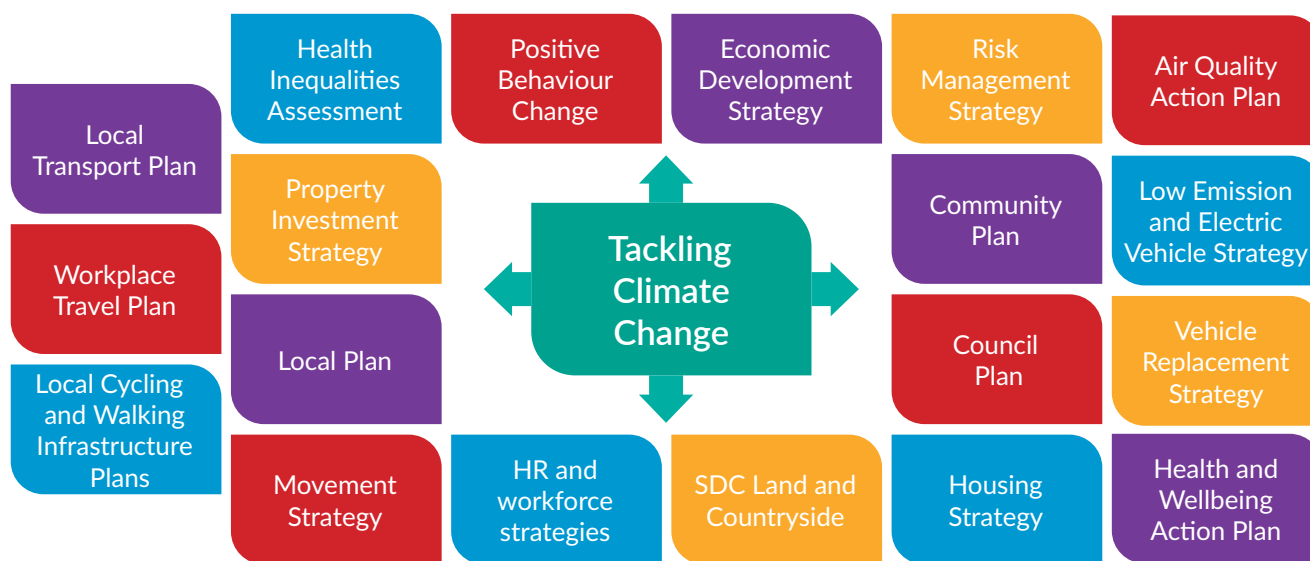 Health
Inequalities
Assessment
Positive
Behaviour
Change
Economic
Development
Strategy
Risk
Management
Strategy
Air Quality
Action Plan
Local
Transport Plan
Property
Investment
Strategy
Community
Plan
Low Emission
and Electric
Vehicle Strategy
Tackling
Climate
Change
Workplace
Travel Plan
Local Plan
Council
Plan
Vehicle
Replacement
Strategy
Local Cycling
and Walking
Infrastructure
Plans
Movement
Strategy
HR and
workforce
strategies
SDC Land and
Countryside
Housing
Strategy
Health and
Wellbeing
Action Plan